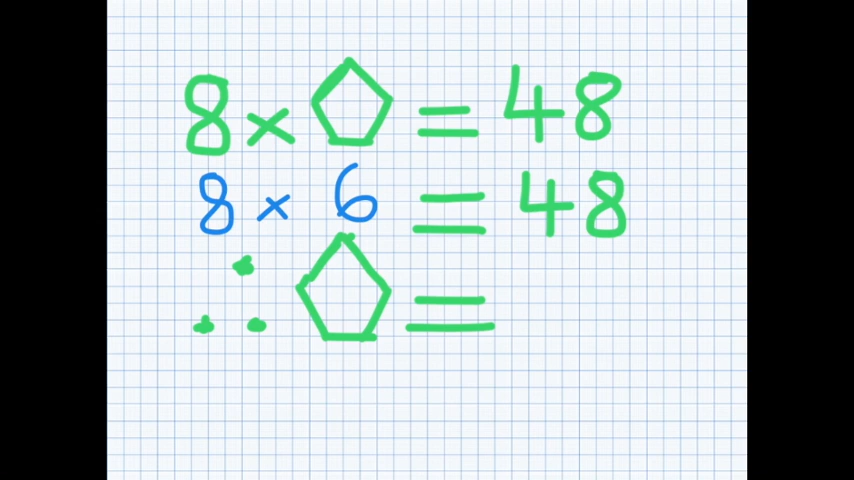 8 × ⬠ = 48
8 × 6 = 48
∴ ⬠ =